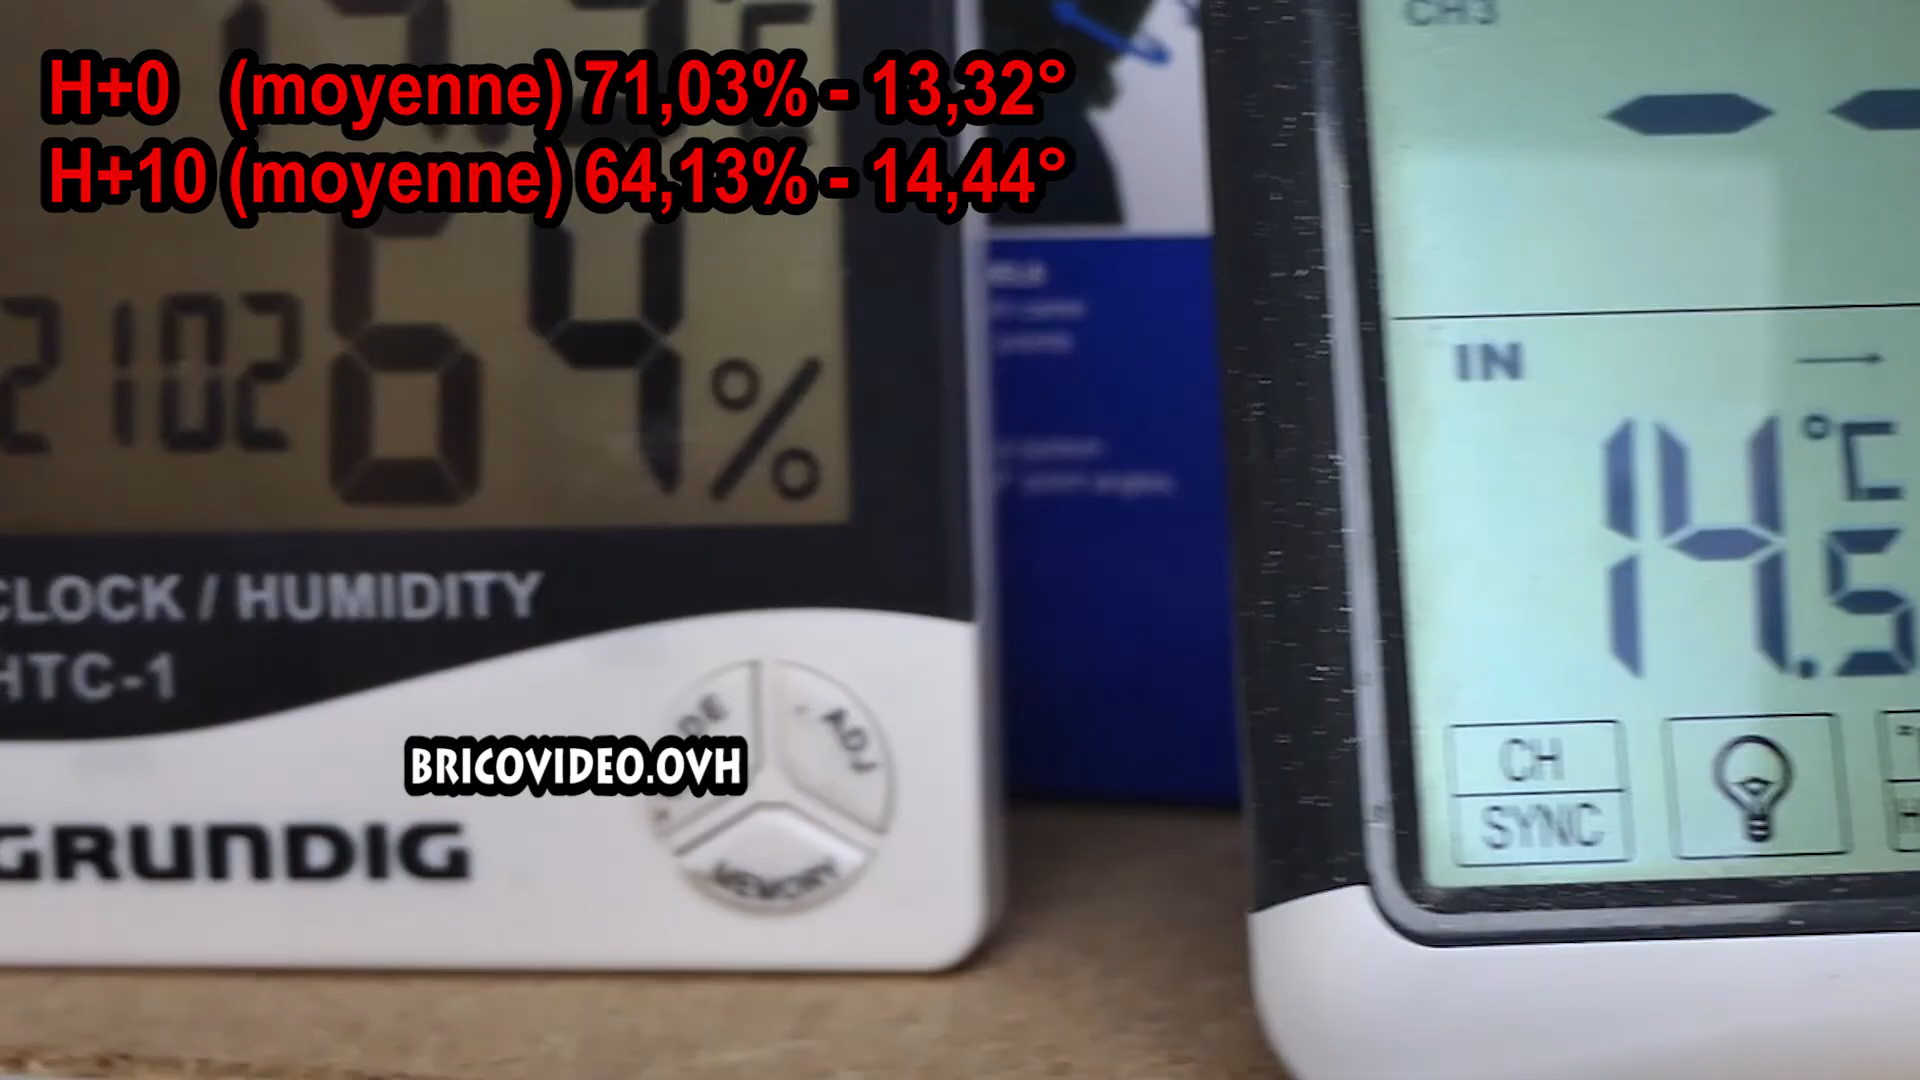 H+0 (moyenne) 71,03% - 13,32°
H+10 (moyenne) 64,13% - 14,44°
°C
64%
CLOCK / HUMIDITY
HTC-1
ADJ
MEMORY
BRICOVIDEO.OVH
GRUNDIG
CH3
--
IN →
14.5 °C
CH
SYNC